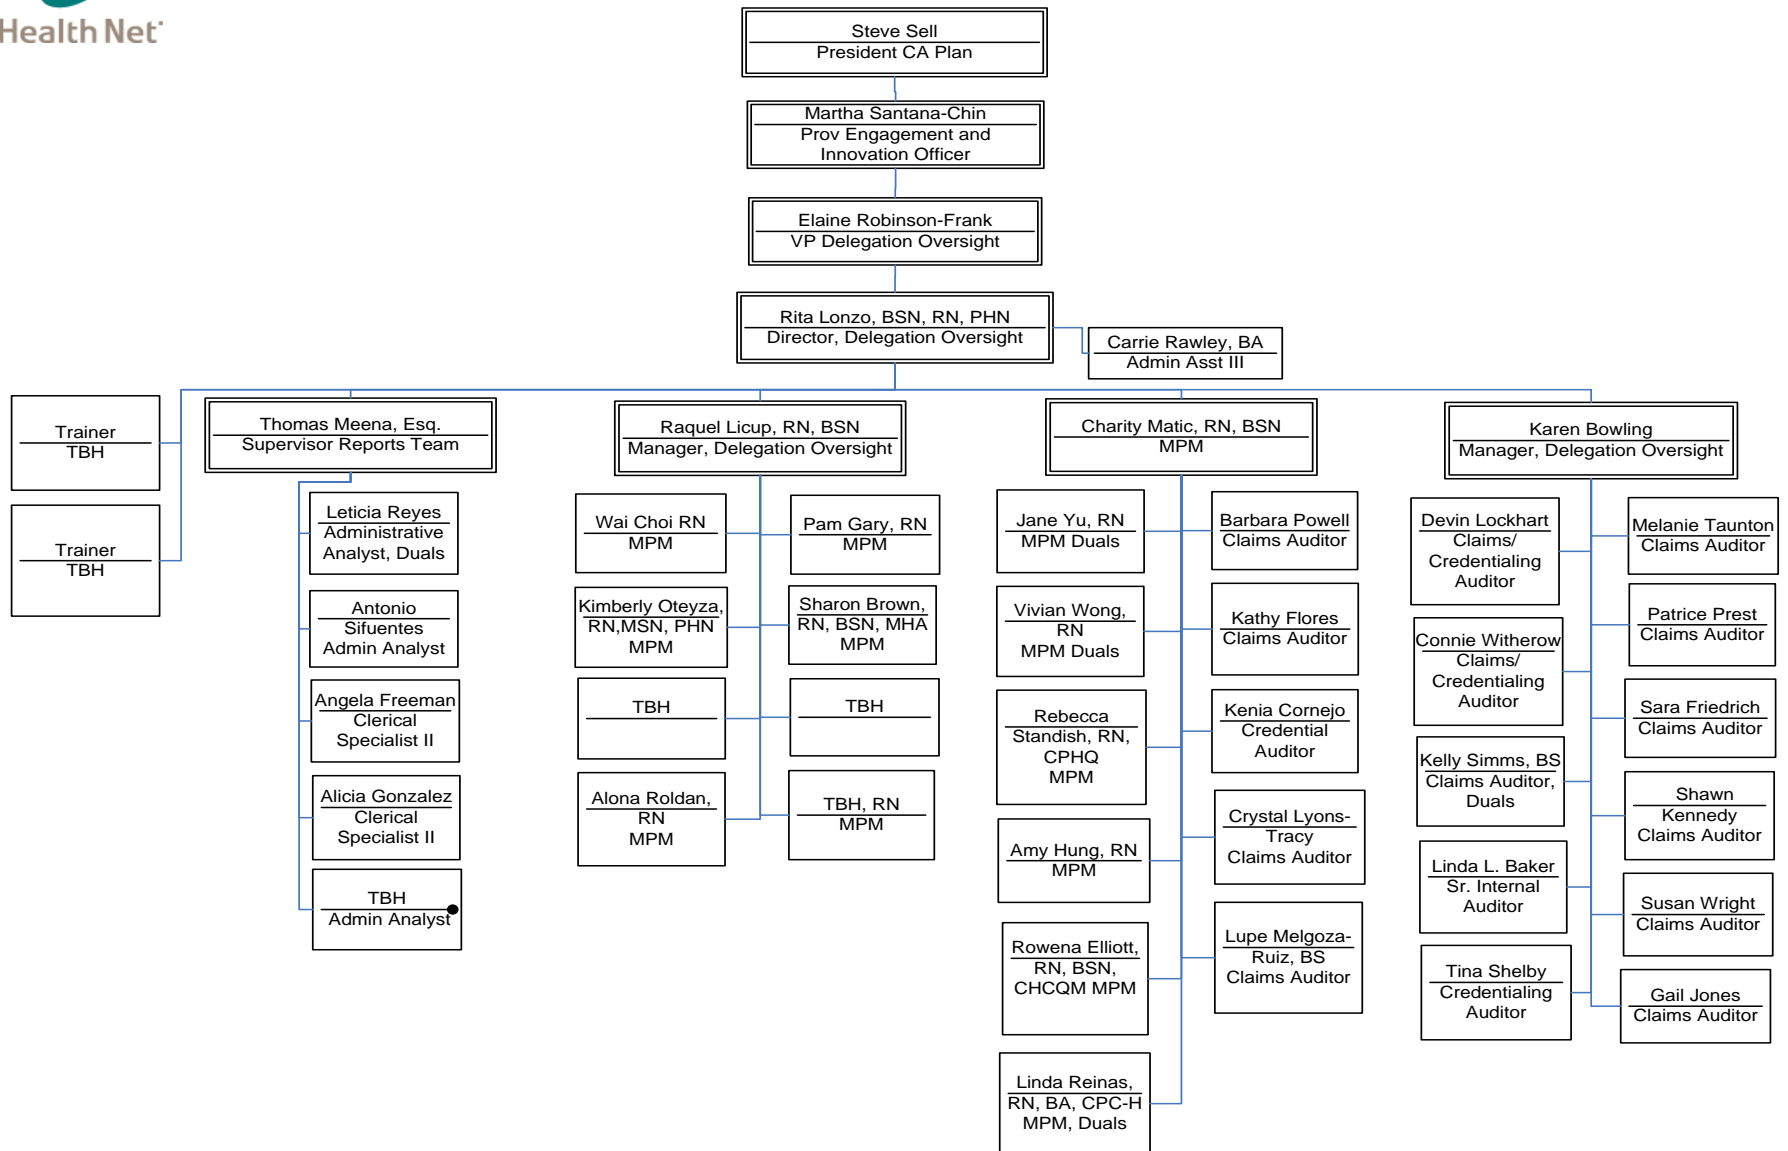 Health Net
Steve Sell
President CA Plan
Martha Santana-Chin
Prov Engagement and
Innovation Officer
Elaine Robinson-Frank
VP Delegation Oversight
Rita Lonzo, BSN, RN, PHN
Director, Delegation Oversight
Carrie Rawley, BA
Admin Asst III
Trainer
TBH
Trainer
TBH
Thomas Meena, Esq.
Supervisor Reports Team
Leticia Reyes
Administrative
Analyst, Duals
Antonio
Sifuentes
Admin Analyst
Angela Freeman
Clerical
Specialist II
Alicia Gonzalez
Clerical
Specialist II
TBH
Admin Analyst
Raquel Licup, RN, BSN
Manager, Delegation Oversight
Wai Choi RN
MPM
Pam Gary, RN
MPM
Kimberly Oteyza,
RN,MSN, PHN
MPM
Sharon Brown,
RN, BSN, MHA
MPM
TBH
TBH
Alona Roldan,
RN
MPM
TBH, RN
MPM
Charity Matic, RN, BSN
MPM
Jane Yu, RN
MPM Duals
Barbara Powell
Claims Auditor
Vivian Wong,
RN
MPM Duals
Kathy Flores
Claims Auditor
Rebecca
Standish, RN,
CPHQ
MPM
Kenia Cornejo
Credential
Auditor
Amy Hung, RN
MPM
Crystal Lyons-
Tracy
Claims Auditor
Rowena Elliott,
RN, BSN,
CHCQM MPM
Lupe Melgoza-
Ruiz, BS
Claims Auditor
Linda Reinas,
RN, BA, CPC-H
MPM, Duals
Karen Bowling
Manager, Delegation Oversight
Devin Lockhart
Claims/
Credentialing
Auditor
Melanie Taunton
Claims Auditor
Connie Witherow
Claims/
Credentialing
Auditor
Patrice Prest
Claims Auditor
Kelly Simms, BS
Claims Auditor,
Duals
Sara Friedrich
Claims Auditor
Linda L. Baker
Sr. Internal
Auditor
Shawn
Kennedy
Claims Auditor
Tina Shelby
Credentialing
Auditor
Susan Wright
Claims Auditor
Gail Jones
Claims Auditor